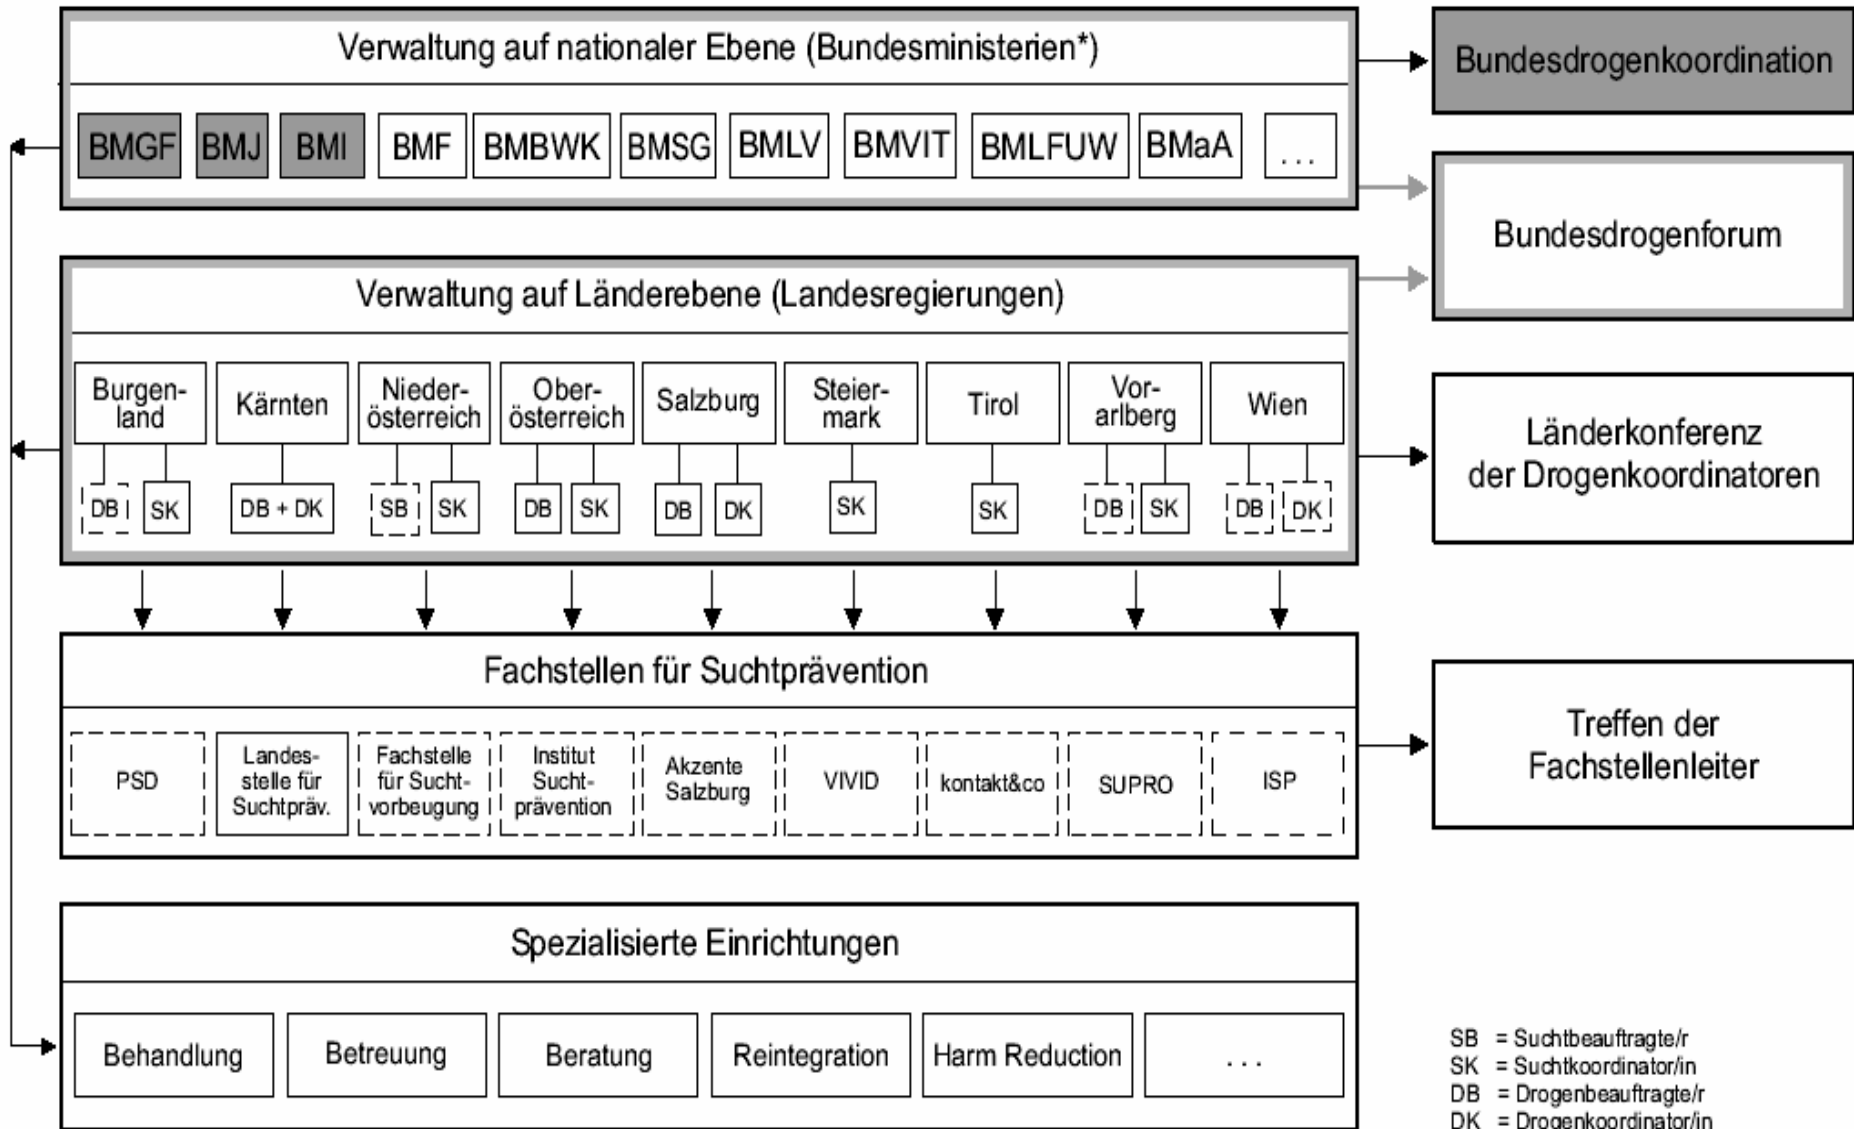 Verwaltung auf nationaler Ebene (Bundesministerien*)
BMGF BMJ BMI BMF BMBWK BMSG BMLV BMVIT BMLFUW BMaA ...
Bundesdrogenkoordination
Bundesdrogenforum
Verwaltung auf Länderebene (Landesregierungen)
Burgen-
land
Kärnten
Nieder-
österreich
Ober-
österreich
Salzburg
Steier-
mark
Tirol
Vor-
arlberg
Wien
DB SK DB + DK SB SK DB SK DB DK SK SK DB SK DB DK
Länderkonferenz
der Drogenkoordinatoren
Fachstellen für Suchtprävention
PSD
Landes-
stelle für
Suchtpräv.
Fachstelle
für Sucht-
vorbeugung
Institut
Sucht-
prävention
Akzente
Salzburg
VIVID
kontakt&co
SUPRO
ISP
Treffen der
Fachstellenleiter
Spezialisierte Einrichtungen
Behandlung Betreuung Beratung Reintegration Harm Reduction ...
SB = Suchtbeauftragte/r
SK = Suchtkoordinator/in
DB = Drogenbeauftragte/r
DK = Drogenkoordinator/in